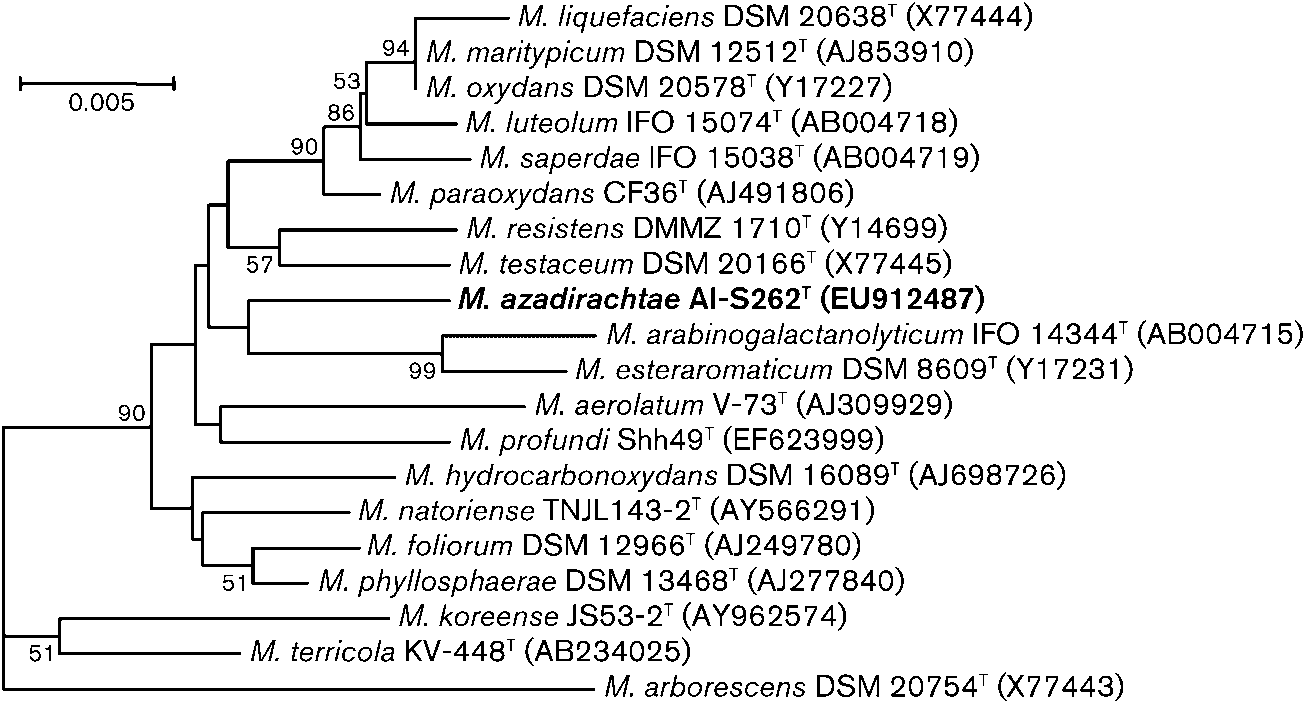 M. liquefaciens DSM 20638ᵀ (X77444)
94
M. maritypicum DSM 12512ᵀ (AJ853910)
0.005
53
M. oxydans DSM 20578ᵀ (Y17227)
86
M. luteolum IFO 15074ᵀ (AB004718)
90
M. saperdae IFO 15038ᵀ (AB004719)
M. paraoxydans CF36ᵀ (AJ491806)
M. resistens DMMZ 1710ᵀ (Y14699)
57
M. testaceum DSM 20166ᵀ (X77445)
M. azadirachtae AI-S262ᵀ (EU912487)
M. arabinogalactanolyticum IFO 14344ᵀ (AB004715)
99
M. esteraromaticum DSM 8609ᵀ (Y17231)
90
M. aerolatum V-73ᵀ (AJ309929)
M. profundi Shh49ᵀ (EF623999)
M. hydrocarbonoxydans DSM 16089ᵀ (AJ698726)
M. natoriense TNJL143-2ᵀ (AY566291)
M. foliorum DSM 12966ᵀ (AJ249780)
51
M. phyllosphaerae DSM 13468ᵀ (AJ277840)
M. koreense JS53-2ᵀ (AY962574)
51
M. terricola KV-448ᵀ (AB234025)
M. arborescens DSM 20754ᵀ (X77443)